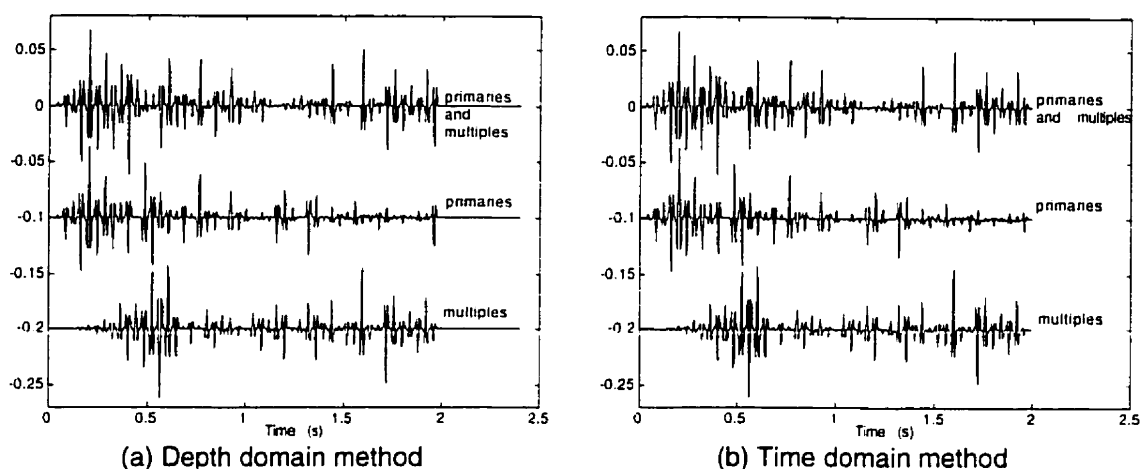 0.05
0
-0.05
-0.1
-0.15
-0.2
-0.25
primaries
and
multiples
primaries
multiples
0
0.5
1
1.5
2
2.5
Time (s)
(a) Depth domain method
0.05
0
-0.05
-0.1
-0.15
-0.2
-0.25
primaries
and multiples
primaries
multiples
0
0.5
1
1.5
2
2.5
Time (s)
(b) Time domain method